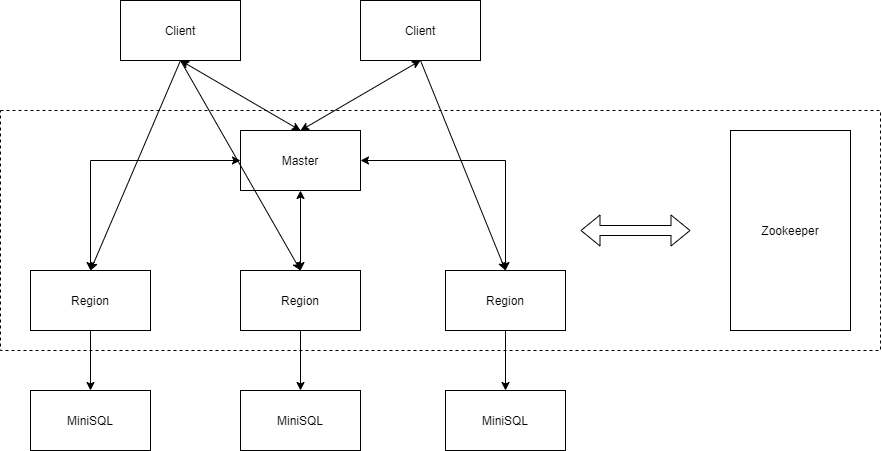 Client
Client
Master
Zookeeper
Region
Region
Region
MiniSQL
MiniSQL
MiniSQL